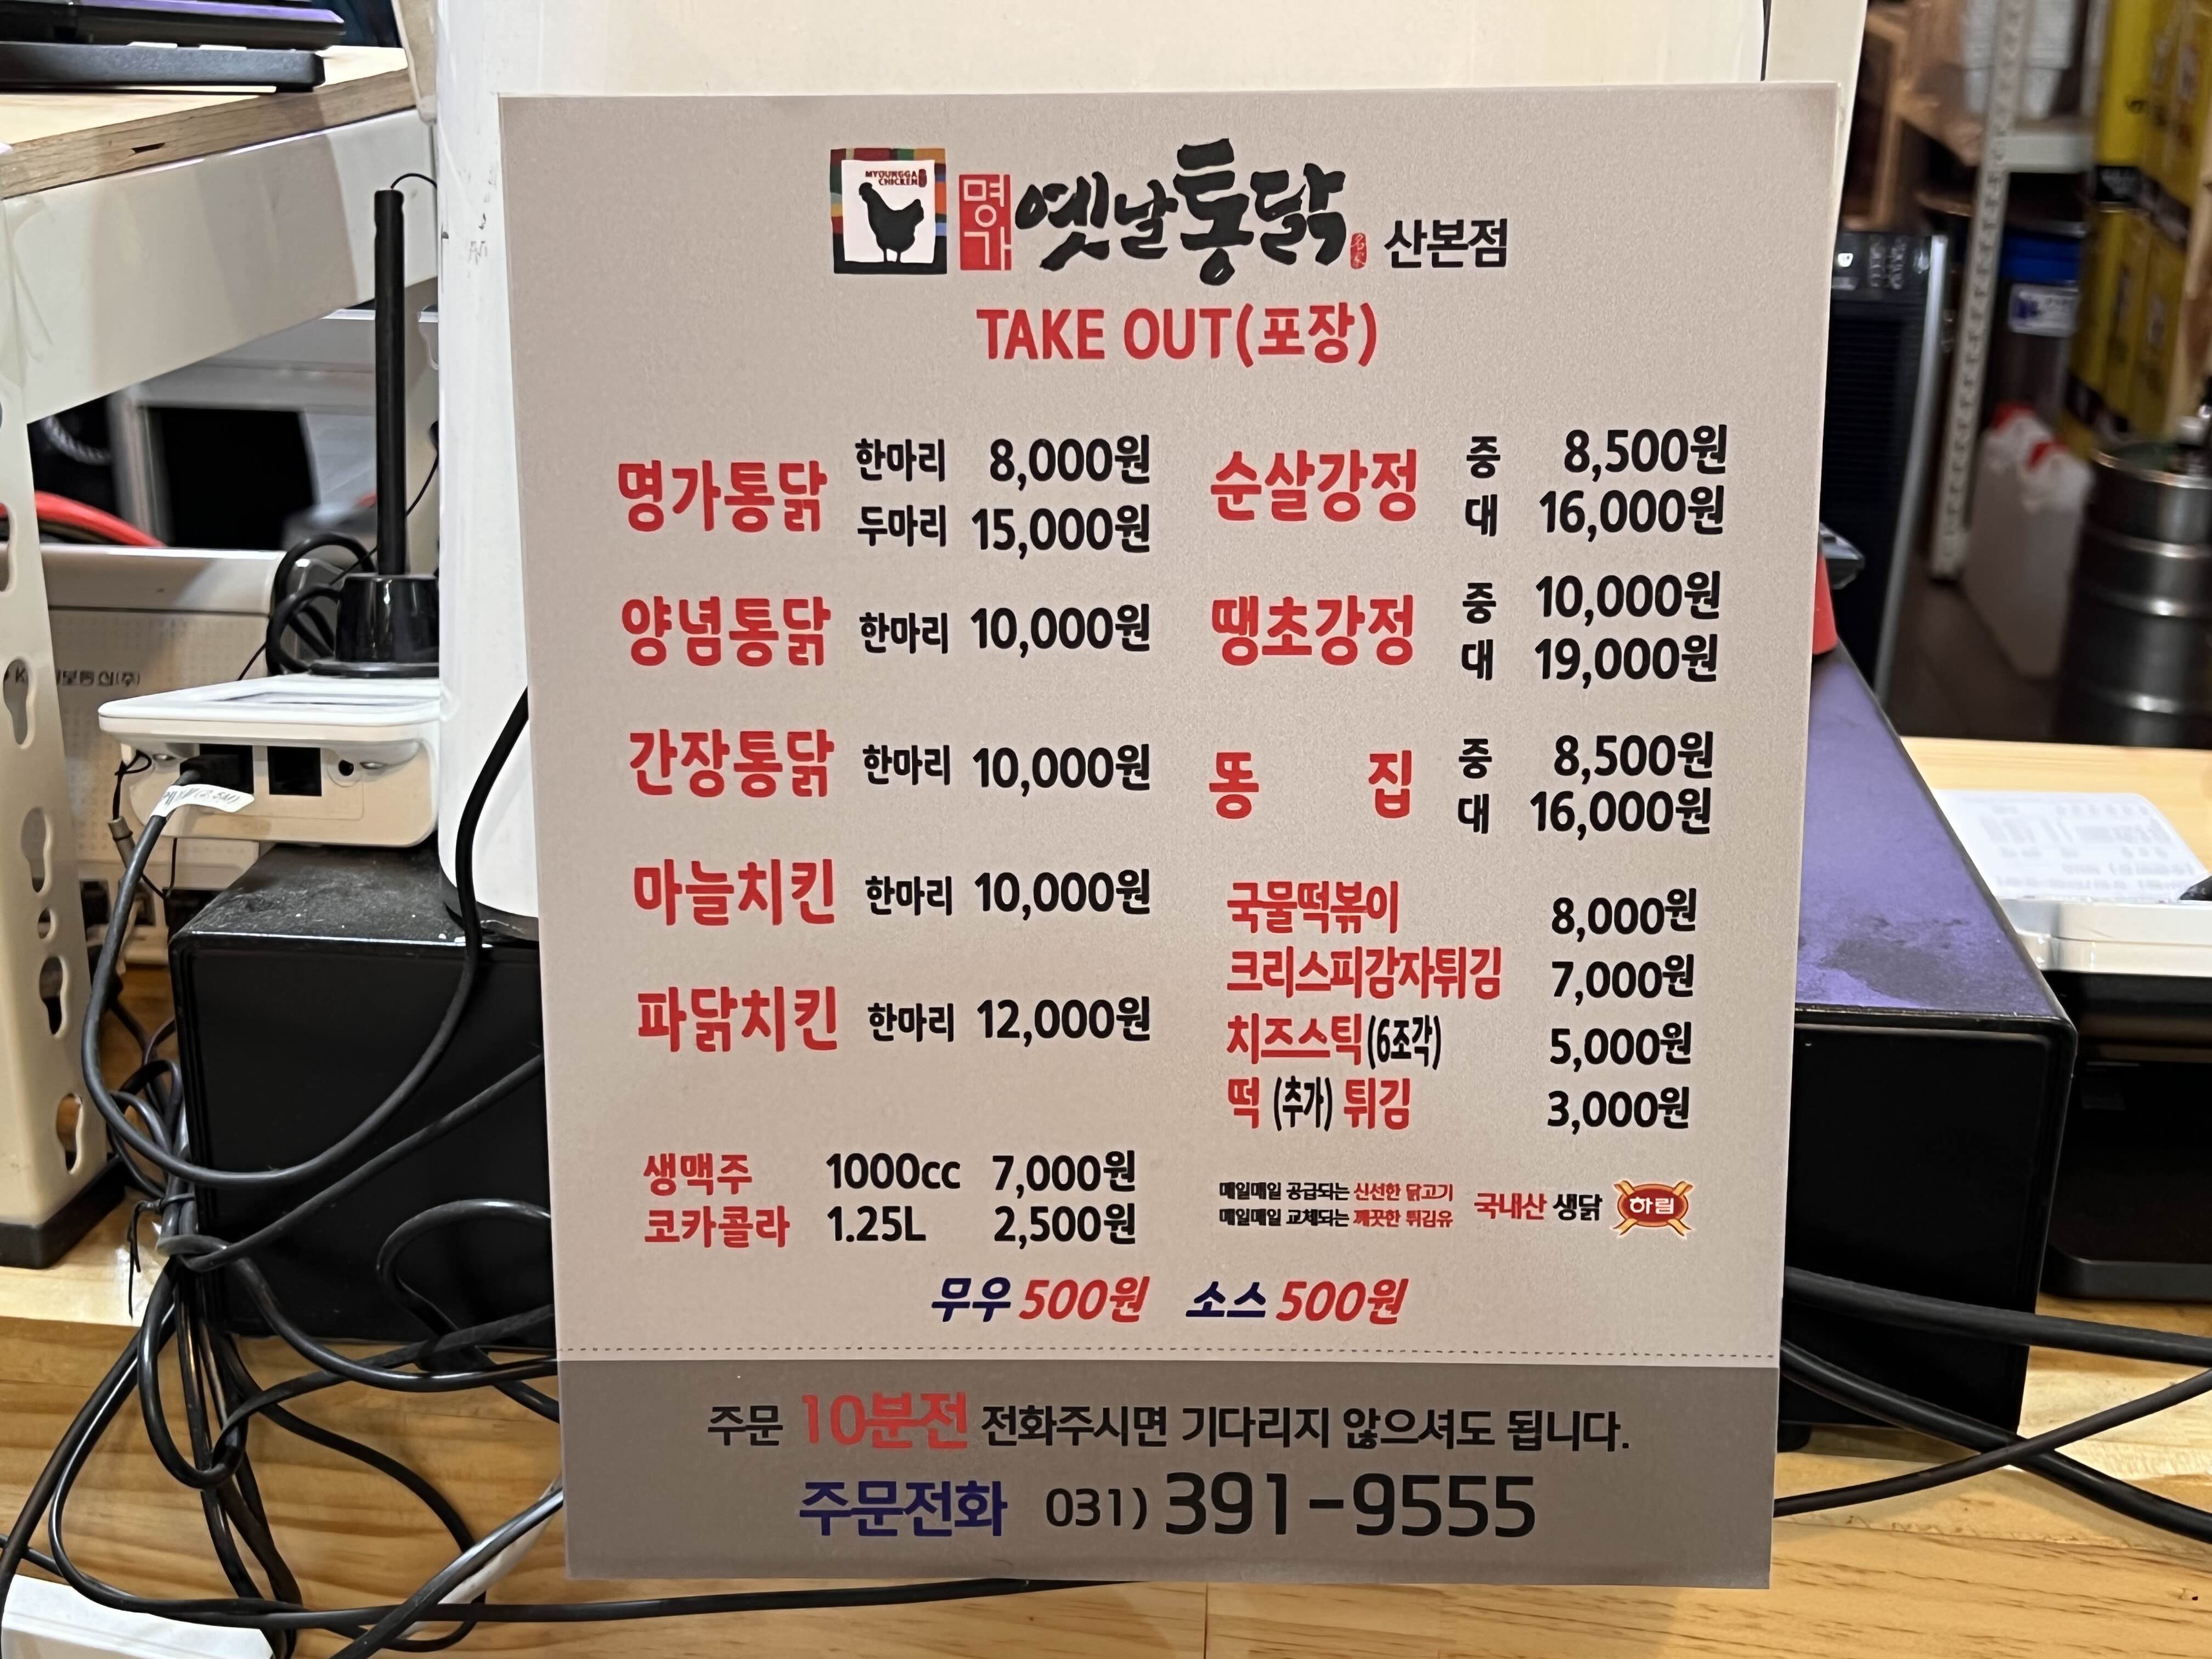 MYOUNGGA
CHICKEN
명가 옛날통닭 산본점
TAKE OUT(포장)
명가통닭 한마리 8,000원
두마리 15,000원
양념통닭 한마리 10,000원
간장통닭 한마리 10,000원
마늘치킨 한마리 10,000원
파닭치킨 한마리 12,000원
생맥주 1000cc 7,000원
코카콜라 1.25L 2,500원
순살강정 중 8,500원
대 16,000원
땡초강정 중 10,000원
대 19,000원
똥집 중 8,500원
대 16,000원
국물떡볶이 8,000원
크리스피감자튀김 7,000원
치즈스틱(6조각) 5,000원
떡 (추가) 튀김 3,000원
매일매일 공급되는 신선한 닭고기
매일매일 교체되는 깨끗한 튀김유
국내산 생닭 하림
무우 500원 소스 500원
주문 10분전 전화주시면 기다리지 않으셔도 됩니다.
주문전화 031) 391-9555